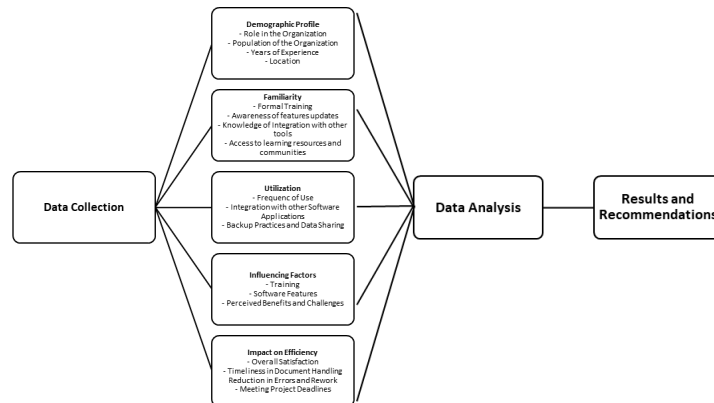 Demographic Profile
- Role in the Organization
- Population of the Organization
- Years of Experience
- Location
Familiarity
- Formal Training
- Awareness of features updates
- Knowledge of Integration with other
tools
- Access to learning resources and
communities
Data Collection
Utilization
- Frequenc of Use
- Integration with other Software
Applications
- Backup Practices and Data Sharing
Data Analysis
Results and
Recommendations
Influencing Factors
- Training
- Software Features
- Perceived Benefits and Challenges
Impact on Efficiency
- Overall Satisfaction
- Timeliness in Document Handling
Reduction in Errors and Rework
- Meeting Project Deadlines